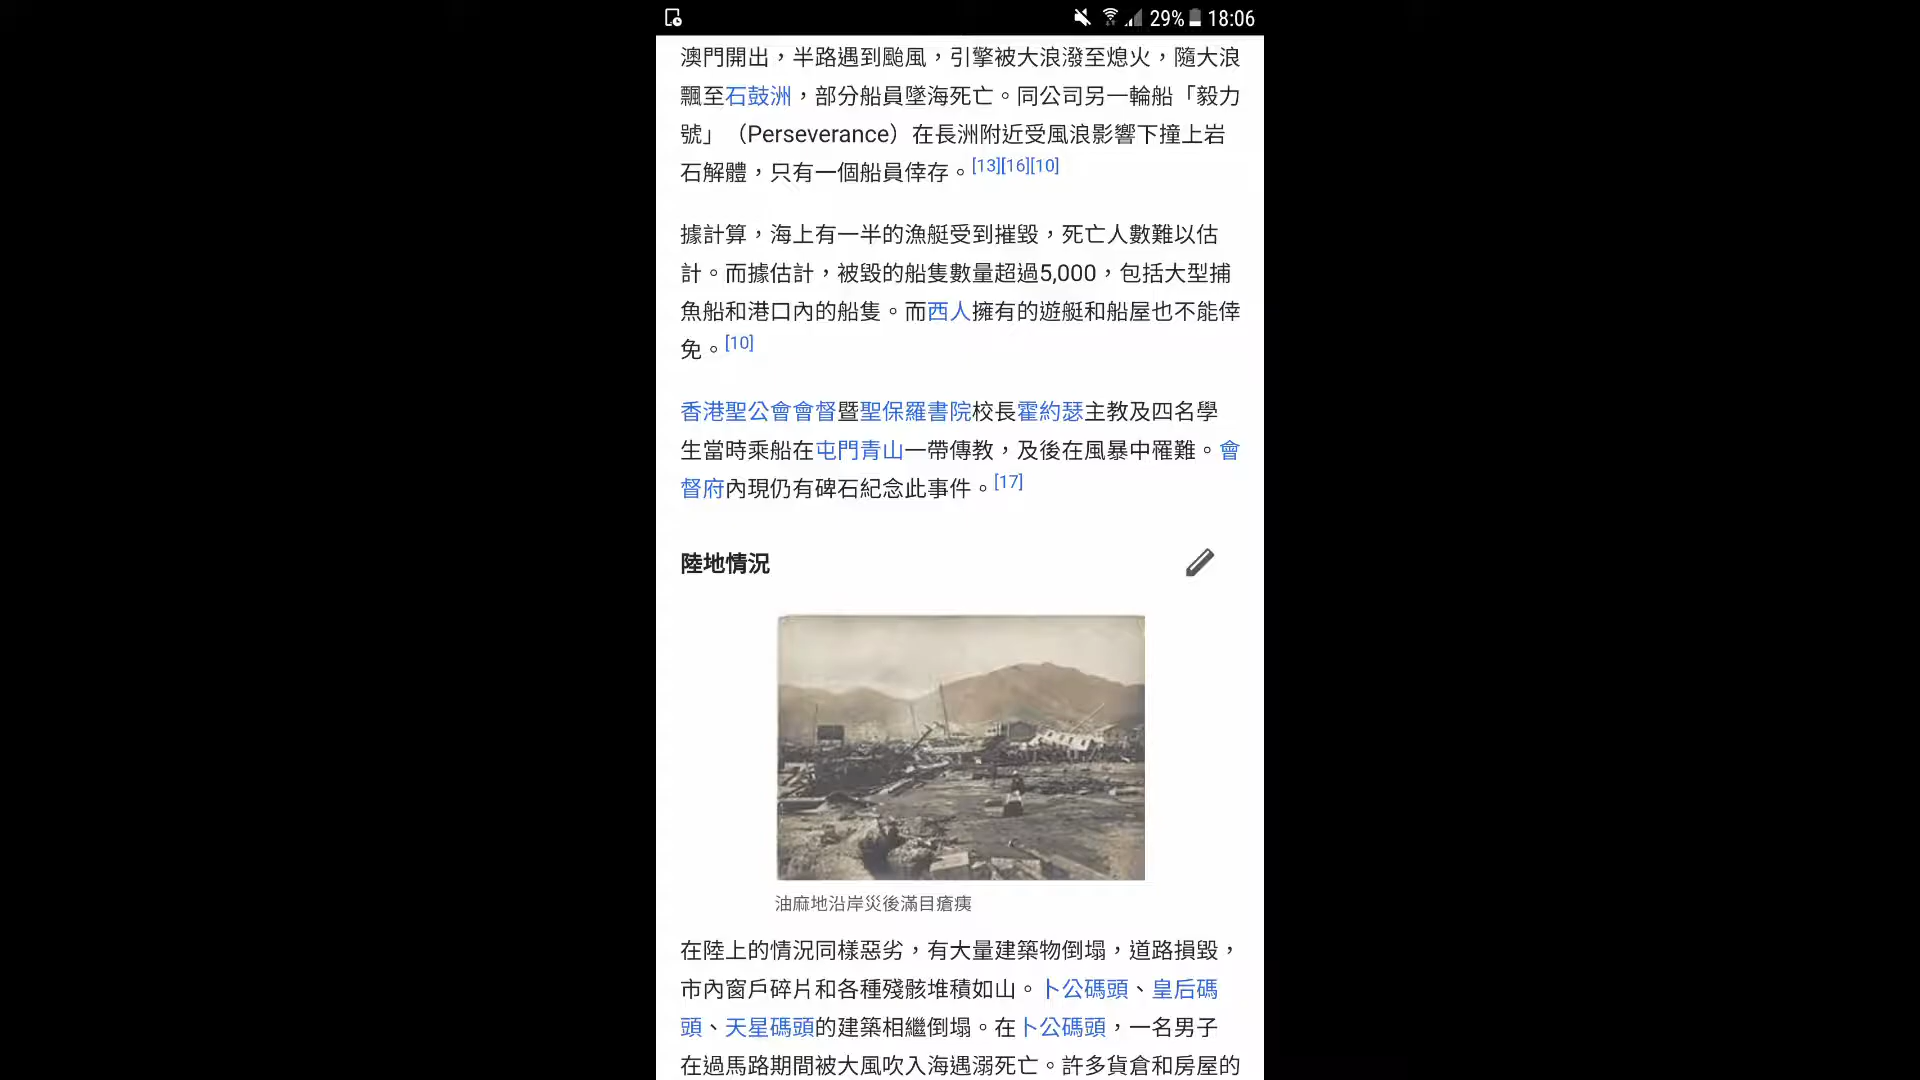 29% 18:06
澳門開出，半路遇到颱風，引擎被大浪潑至熄火，隨大浪
飄至石鼓洲，部分船員墜海死亡。同公司另一輪船「毅力
號」（Perseverance）在長洲附近受風浪影響下撞上岩
石解體，只有一個船員倖存。[13][16][10]
據計算，海上有一半的漁艇受到摧毀，死亡人數難以估
計。而據估計，被毀的船隻數量超過5,000，包括大型捕
魚船和港口內的船隻。而西人擁有的遊艇和船屋也不能倖
免。[10]
香港聖公會會督暨聖保羅書院校長霍約瑟主教及四名學
生當時乘船在屯門青山一帶傳教，及後在風暴中罹難。會
督府內現仍有碑石紀念此事件。[17]
陸地情況
油麻地沿岸災後滿目瘡痍
在陸上的情況同樣惡劣，有大量建築物倒塌，道路損毀，
市內窗戶碎片和各種殘骸堆積如山。卜公碼頭、皇后碼
頭、天星碼頭的建築相繼倒塌。在卜公碼頭，一名男子
在過馬路期間被大風吹入海遇溺死亡。許多貨倉和房屋的